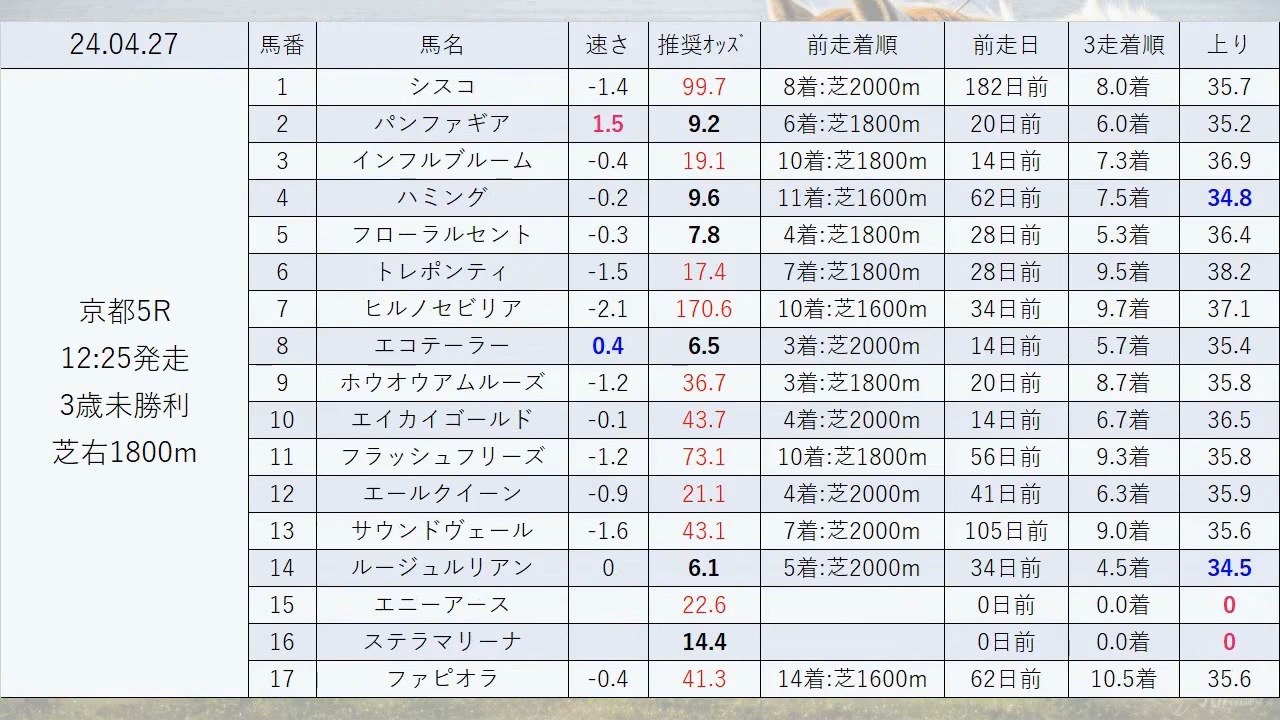 24.04.27 馬番 馬名 速さ 推奨ｵｯｽﾞ 前走着順 前走日 3走着順 上り
京都5R
12:25発走
3歳未勝利
芝右1800m
1 シスコ -1.4 99.7 8着:芝2000m 182日前 8.0着 35.7
2 パンファギア 1.5 9.2 6着:芝1800m 20日前 6.0着 35.2
3 インフルブルーム -0.4 19.1 10着:芝1800m 14日前 7.3着 36.9
4 ハミング -0.2 9.6 11着:芝1600m 62日前 7.5着 34.8
5 フローラルセント -0.3 7.8 4着:芝1800m 28日前 5.3着 36.4
6 トレポンティ -1.5 17.4 7着:芝1800m 28日前 9.5着 38.2
7 ヒルノセビリア -2.1 170.6 10着:芝1600m 34日前 9.7着 37.1
8 エコテーラー 0.4 6.5 3着:芝2000m 14日前 5.7着 35.4
9 ホウオウアムルーズ -1.2 36.7 3着:芝1800m 20日前 8.7着 35.8
10 エイカイゴールド -0.1 43.7 4着:芝2000m 14日前 6.7着 36.5
11 フラッシュフリーズ -1.2 73.1 10着:芝1800m 56日前 9.3着 35.8
12 エールクイーン -0.9 21.1 4着:芝2000m 41日前 6.3着 35.9
13 サウンドヴェール -1.6 43.1 7着:芝2000m 105日前 9.0着 35.6
14 ルージュルリアン 0 6.1 5着:芝2000m 34日前 4.5着 34.5
15 エニーアース 22.6 0日前 0.0着 0
16 ステラマリーナ 14.4 0日前 0.0着 0
17 ファピオラ -0.4 41.3 14着:芝1600m 62日前 10.5着 35.6